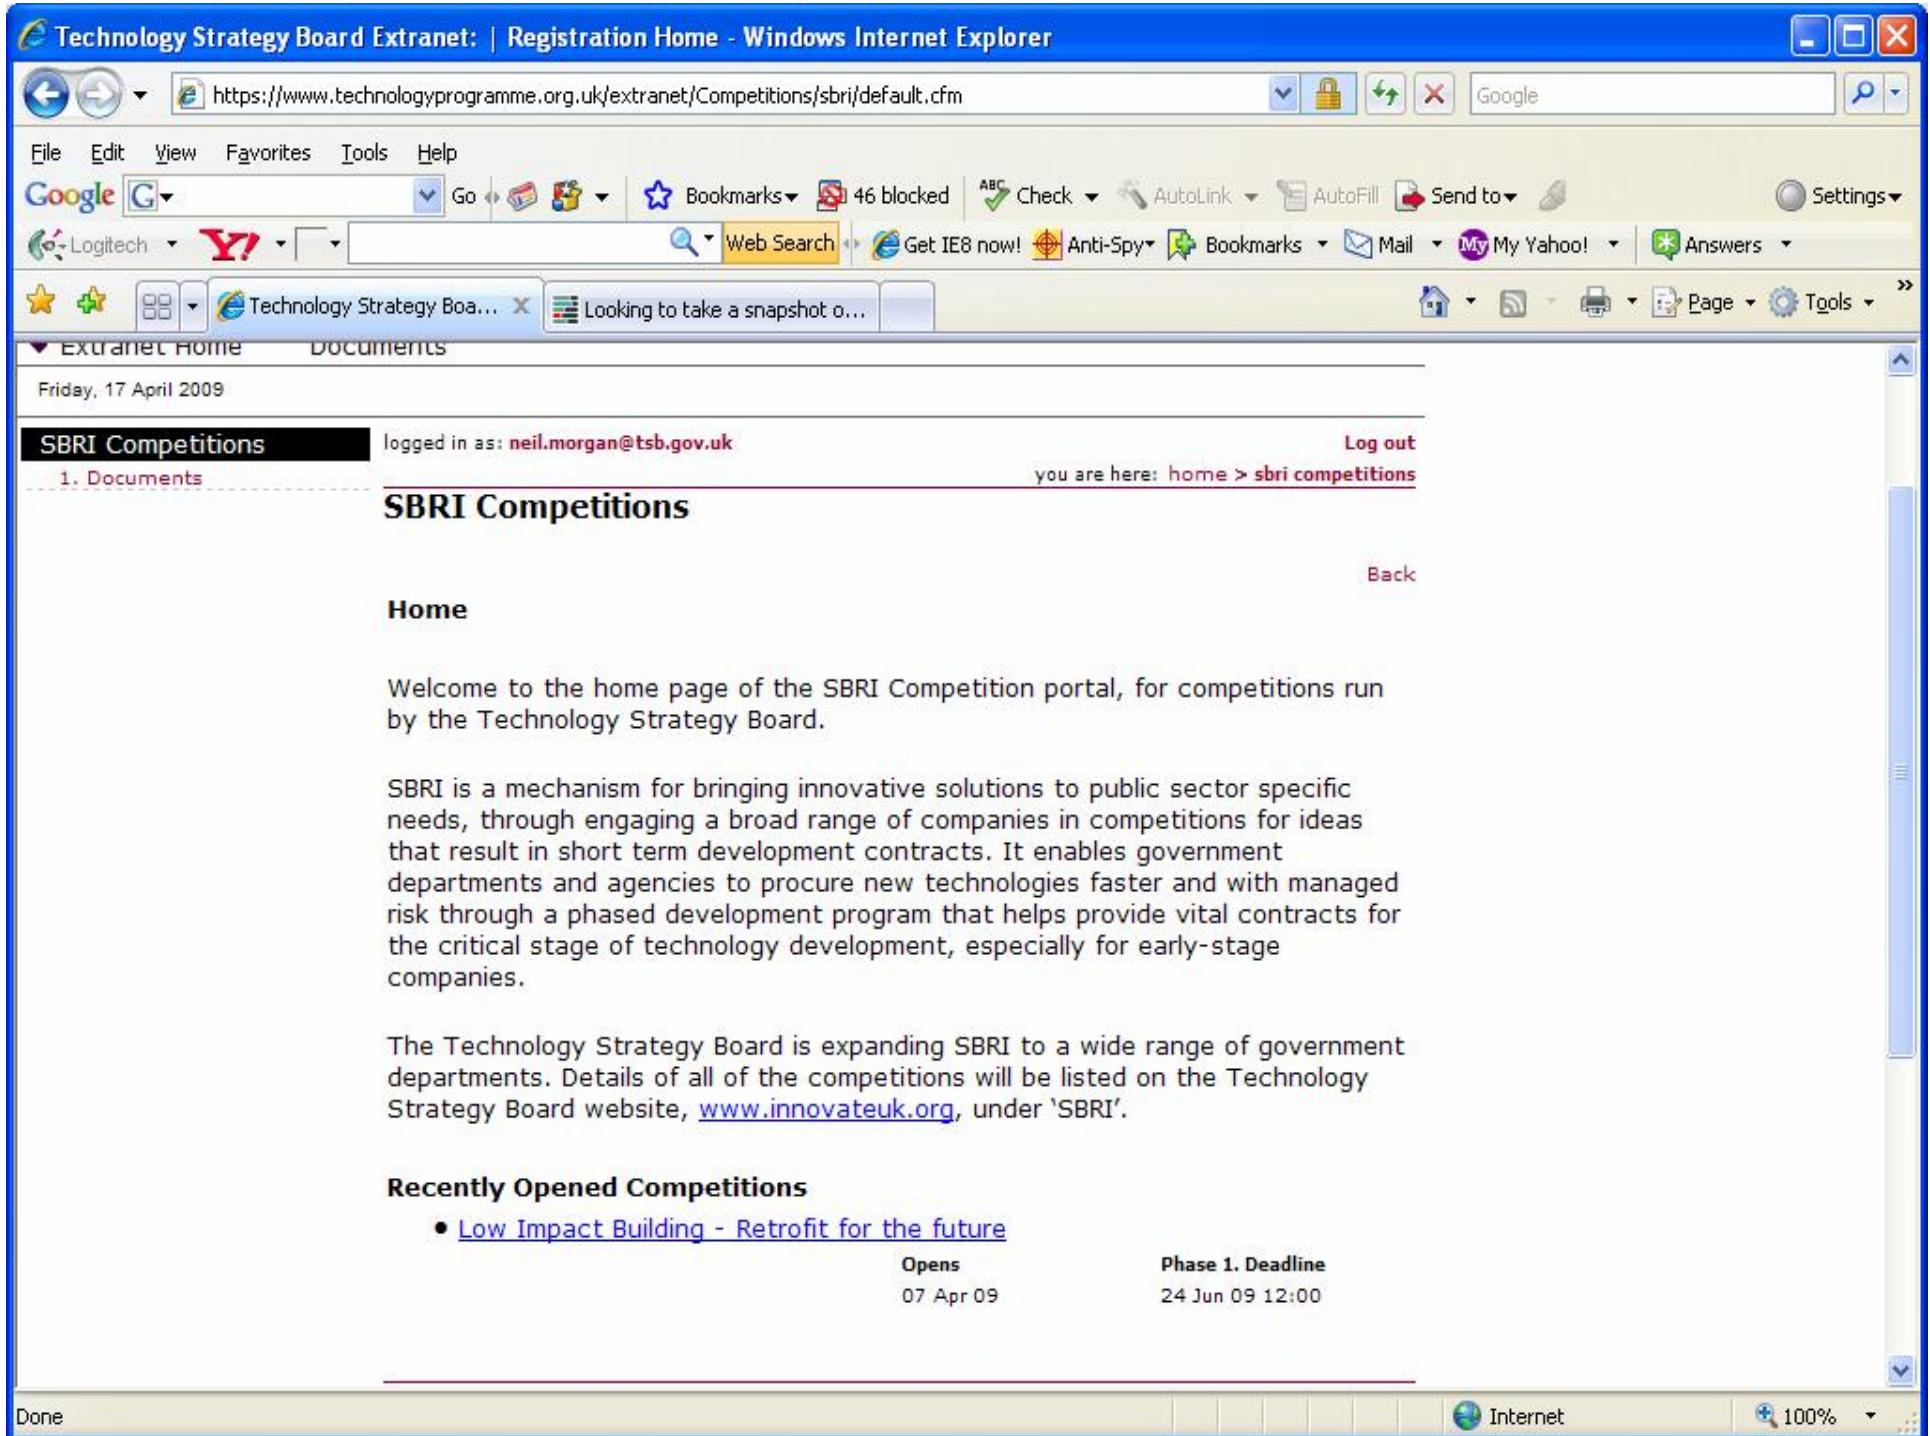 Technology Strategy Board Extranet: | Registration Home - Windows Internet Explorer
https://www.technologyprogramme.org.uk/extranet/Competitions/sbri/default.cfm
Google
File Edit View Favorites Tools Help
Google G Go Bookmarks 46 blocked ABC Check AutoLink AutoFill Send to Settings
Logitech Y! Web Search Get IE8 now! Anti-Spy Bookmarks Mail My My Yahoo! Answers
Technology Strategy Boa... Looking to take a snapshot o... Page Tools »
Extranet Home Documents
Friday, 17 April 2009
SBRI Competitions
1. Documents
logged in as: neil.morgan@tsb.gov.uk Log out
you are here: home > sbri competitions
SBRI Competitions
Back
Home
Welcome to the home page of the SBRI Competition portal, for competitions run
by the Technology Strategy Board.
SBRI is a mechanism for bringing innovative solutions to public sector specific
needs, through engaging a broad range of companies in competitions for ideas
that result in short term development contracts. It enables government
departments and agencies to procure new technologies faster and with managed
risk through a phased development program that helps provide vital contracts for
the critical stage of technology development, especially for early-stage
companies.
The Technology Strategy Board is expanding SBRI to a wide range of government
departments. Details of all of the competitions will be listed on the Technology
Strategy Board website, www.innovateuk.org, under ‘SBRI’.
Recently Opened Competitions
• Low Impact Building - Retrofit for the future
Opens Phase 1. Deadline
07 Apr 09 24 Jun 09 12:00
Done Internet 100%